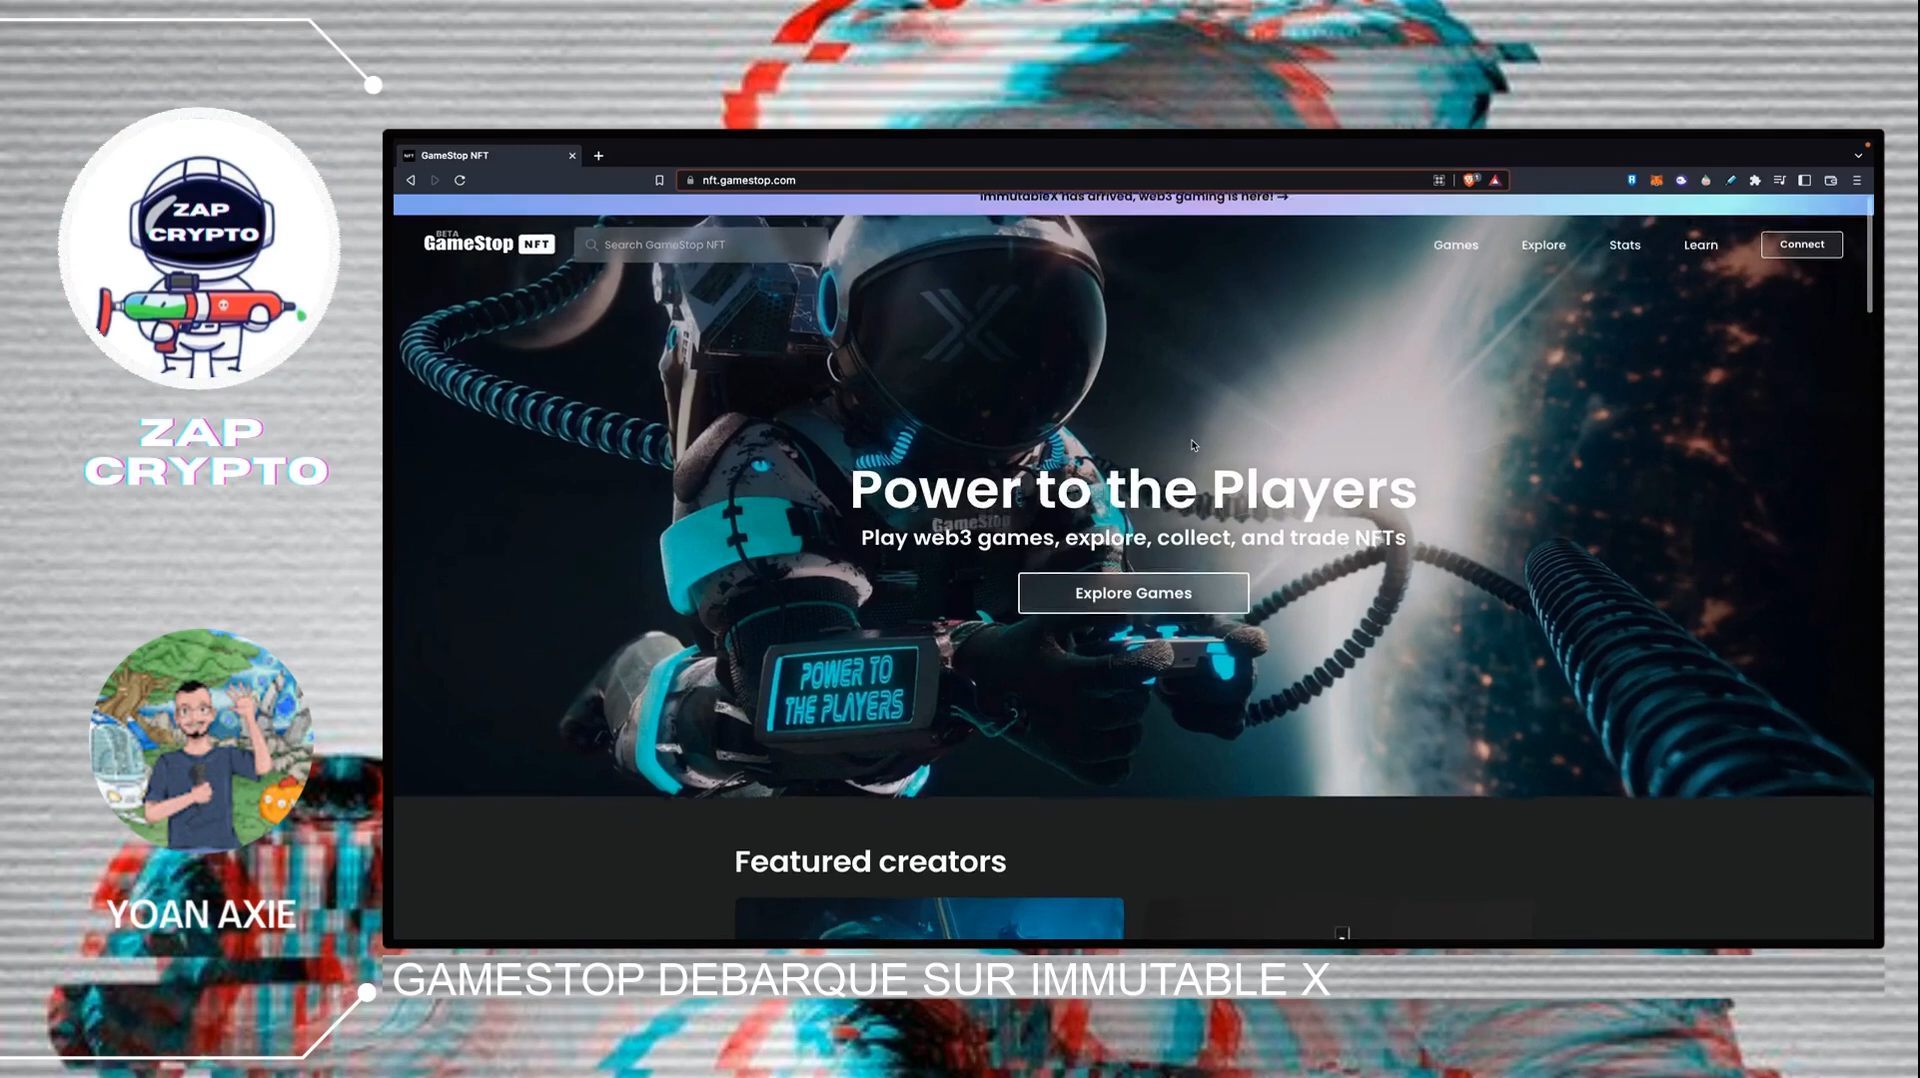 ZAP
CRYPTO
ZAP
CRYPTO
YOAN AXIE
NFT
GameStop NFT
nft.gamestop.com
ImmutableX has arrived, web3 gaming is here! →
BETA
GameStop NFT
Search GameStop NFT
Games
Explore
Stats
Learn
Connect
Power to the Players
GameStop
Play web3 games, explore, collect, and trade NFTs
Explore Games
POWER TO
THE PLAYERS
Featured creators
GAMESTOP DEBARQUE SUR IMMUTABLE X